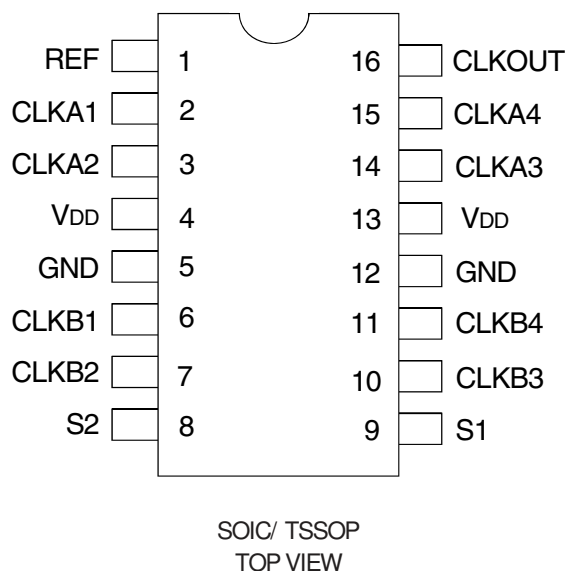 REF 1 16 CLKOUT
CLKA1 2 15 CLKA4
CLKA2 3 14 CLKA3
VDD 4 13 VDD
GND 5 12 GND
CLKB1 6 11 CLKB4
CLKB2 7 10 CLKB3
S2 8 9 S1
SOIC/ TSSOP
TOP VIEW